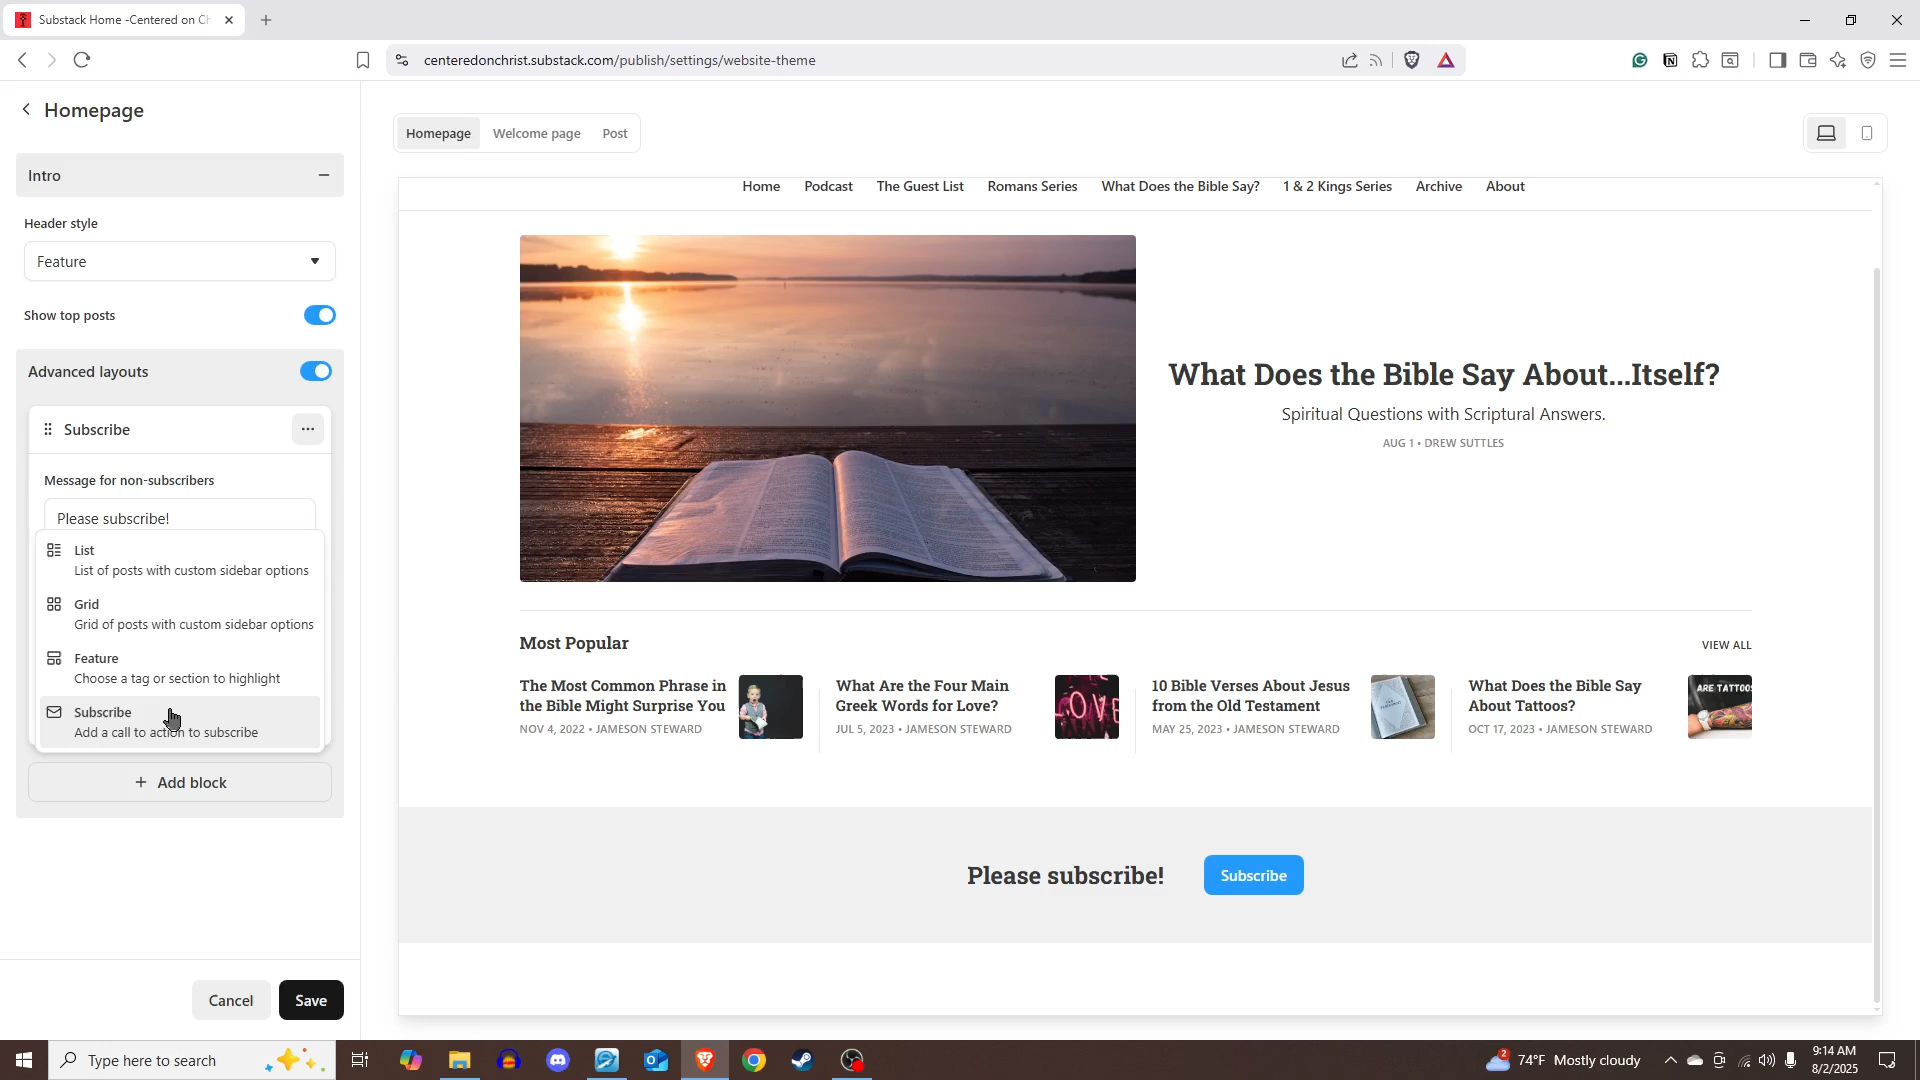 Substack Home -Centered on Ch
centeredonchrist.substack.com/publish/settings/website-theme
Homepage
Intro
Header style
Feature
Show top posts
Advanced layouts
Subscribe
Message for non-subscribers
Please subscribe!
List
List of posts with custom sidebar options
Grid
Grid of posts with custom sidebar options
Feature
Choose a tag or section to highlight
Subscribe
Add a call to action to subscribe
+ Add block
Cancel
Save
Homepage
Welcome page
Post
Home
Podcast
The Guest List
Romans Series
What Does the Bible Say?
1 & 2 Kings Series
Archive
About
What Does the Bible Say About...Itself?
Spiritual Questions with Scriptural Answers.
AUG 1 • DREW SUTTLES
Most Popular
VIEW ALL
The Most Common Phrase in
the Bible Might Surprise You
NOV 4, 2022 • JAMESON STEWARD
What Are the Four Main
Greek Words for Love?
JUL 5, 2023 • JAMESON STEWARD
LOVE
10 Bible Verses About Jesus
from the Old Testament
MAY 25, 2023 • JAMESON STEWARD
What Does the Bible Say
About Tattoos?
OCT 17, 2023 • JAMESON STEWARD
ARE TATTOOS
Please subscribe!
Subscribe
Type here to search
2
74°F Mostly cloudy
9:14 AM
8/2/2025